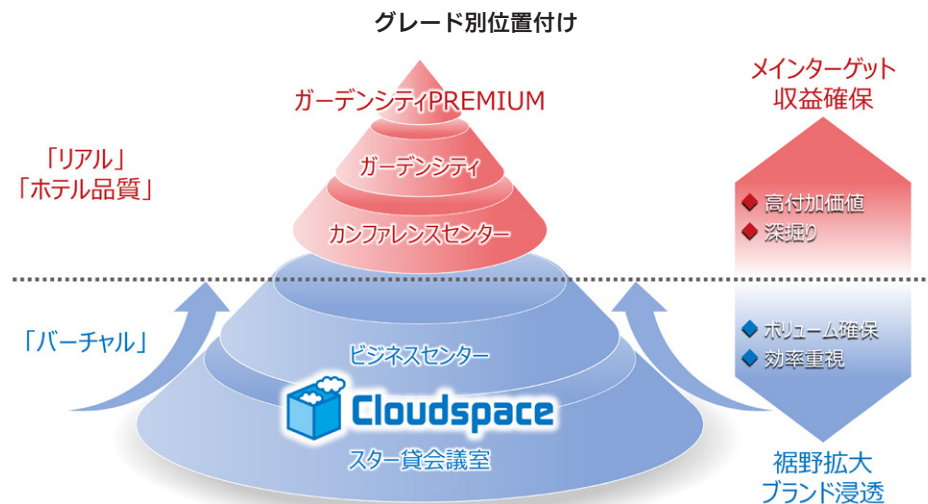 グレード別位置付け
ガーデンシティPREMIUM
ガーデンシティ
カンファレンスセンター
「リアル」
「ホテル品質」
メインターゲット
収益確保
◆ 高付加価値
◆ 深掘り
「バーチャル」
ビジネスセンター
Cloudspace
スター貸会議室
◆ ボリューム確保
◆ 効率重視
裾野拡大
ブランド浸透